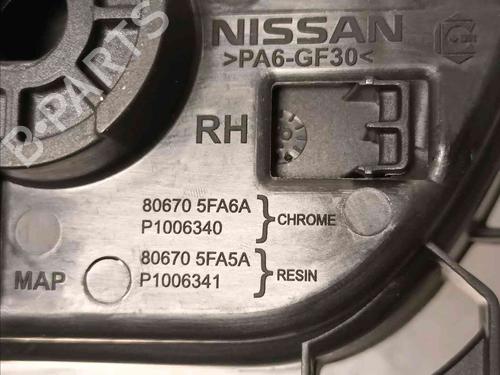 NISSAN
>PA6-GF30<
RH
80670 5FA6A
P1006340
CHROME
80670 5FA5A
P1006341
RESIN
MAP
B-PARTS